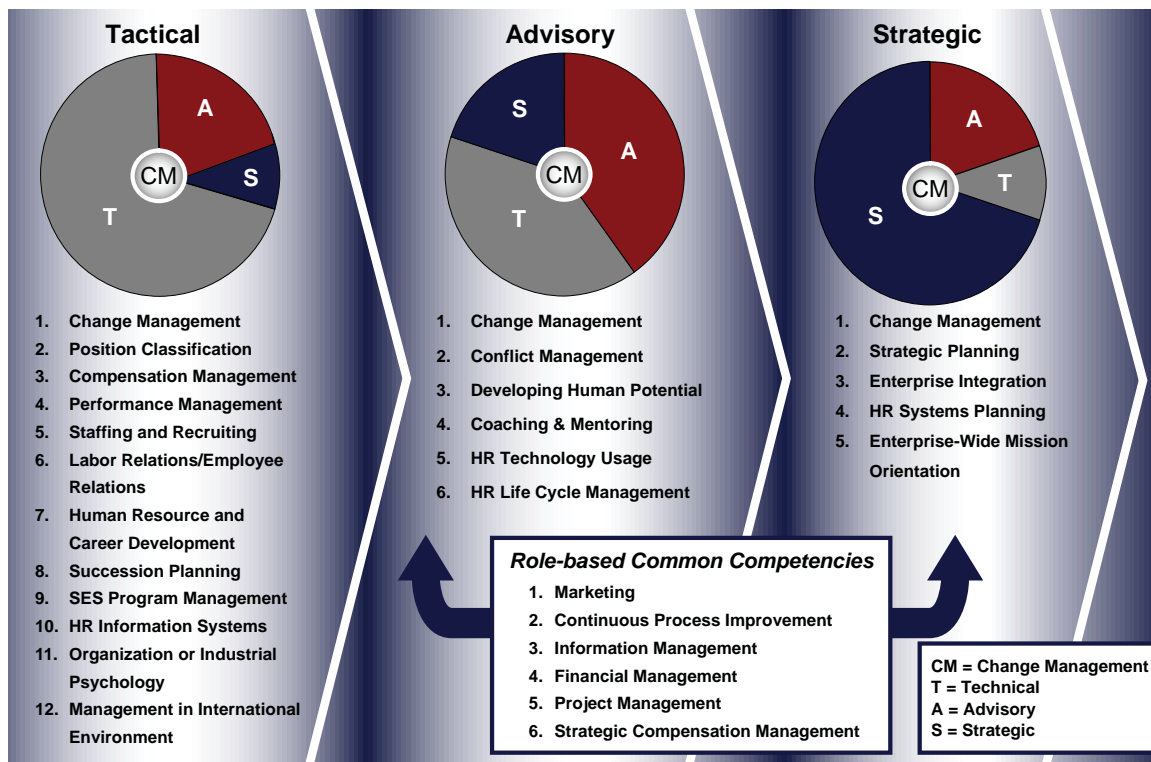 Tactical
A
S
CM
T
1. Change Management
2. Position Classification
3. Compensation Management
4. Performance Management
5. Staffing and Recruiting
6. Labor Relations/Employee
Relations
7. Human Resource and
Career Development
8. Succession Planning
9. SES Program Management
10. HR Information Systems
11. Organization or Industrial
Psychology
12. Management in International
Environment
Advisory
S
A
CM
T
1. Change Management
2. Conflict Management
3. Developing Human Potential
4. Coaching & Mentoring
5. HR Technology Usage
6. HR Life Cycle Management
Strategic
A
T
CM
S
1. Change Management
2. Strategic Planning
3. Enterprise Integration
4. HR Systems Planning
5. Enterprise-Wide Mission
Orientation
Role-based Common Competencies
1. Marketing
2. Continuous Process Improvement
3. Information Management
4. Financial Management
5. Project Management
6. Strategic Compensation Management
CM = Change Management
T = Technical
A = Advisory
S = Strategic